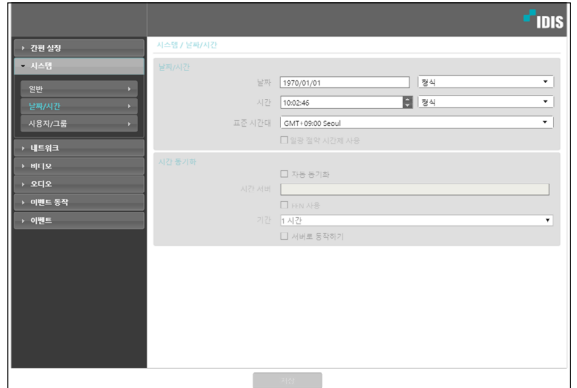 IDIS
간편 설정
시스템
일반
날짜/시간
사용자/그룹
네트워크
비디오
오디오
이벤트 동작
이벤트
시스템 / 날짜/시간
날짜/시간
날짜 1970/01/01 형식
시간 10:02:46 형식
표준 시간대 GMT+09:00 Seoul
일광 절약 시간제 사용
시간 동기화
자동 동기화
시간 서버
사용
기간 1 시간
서버로 동작하기